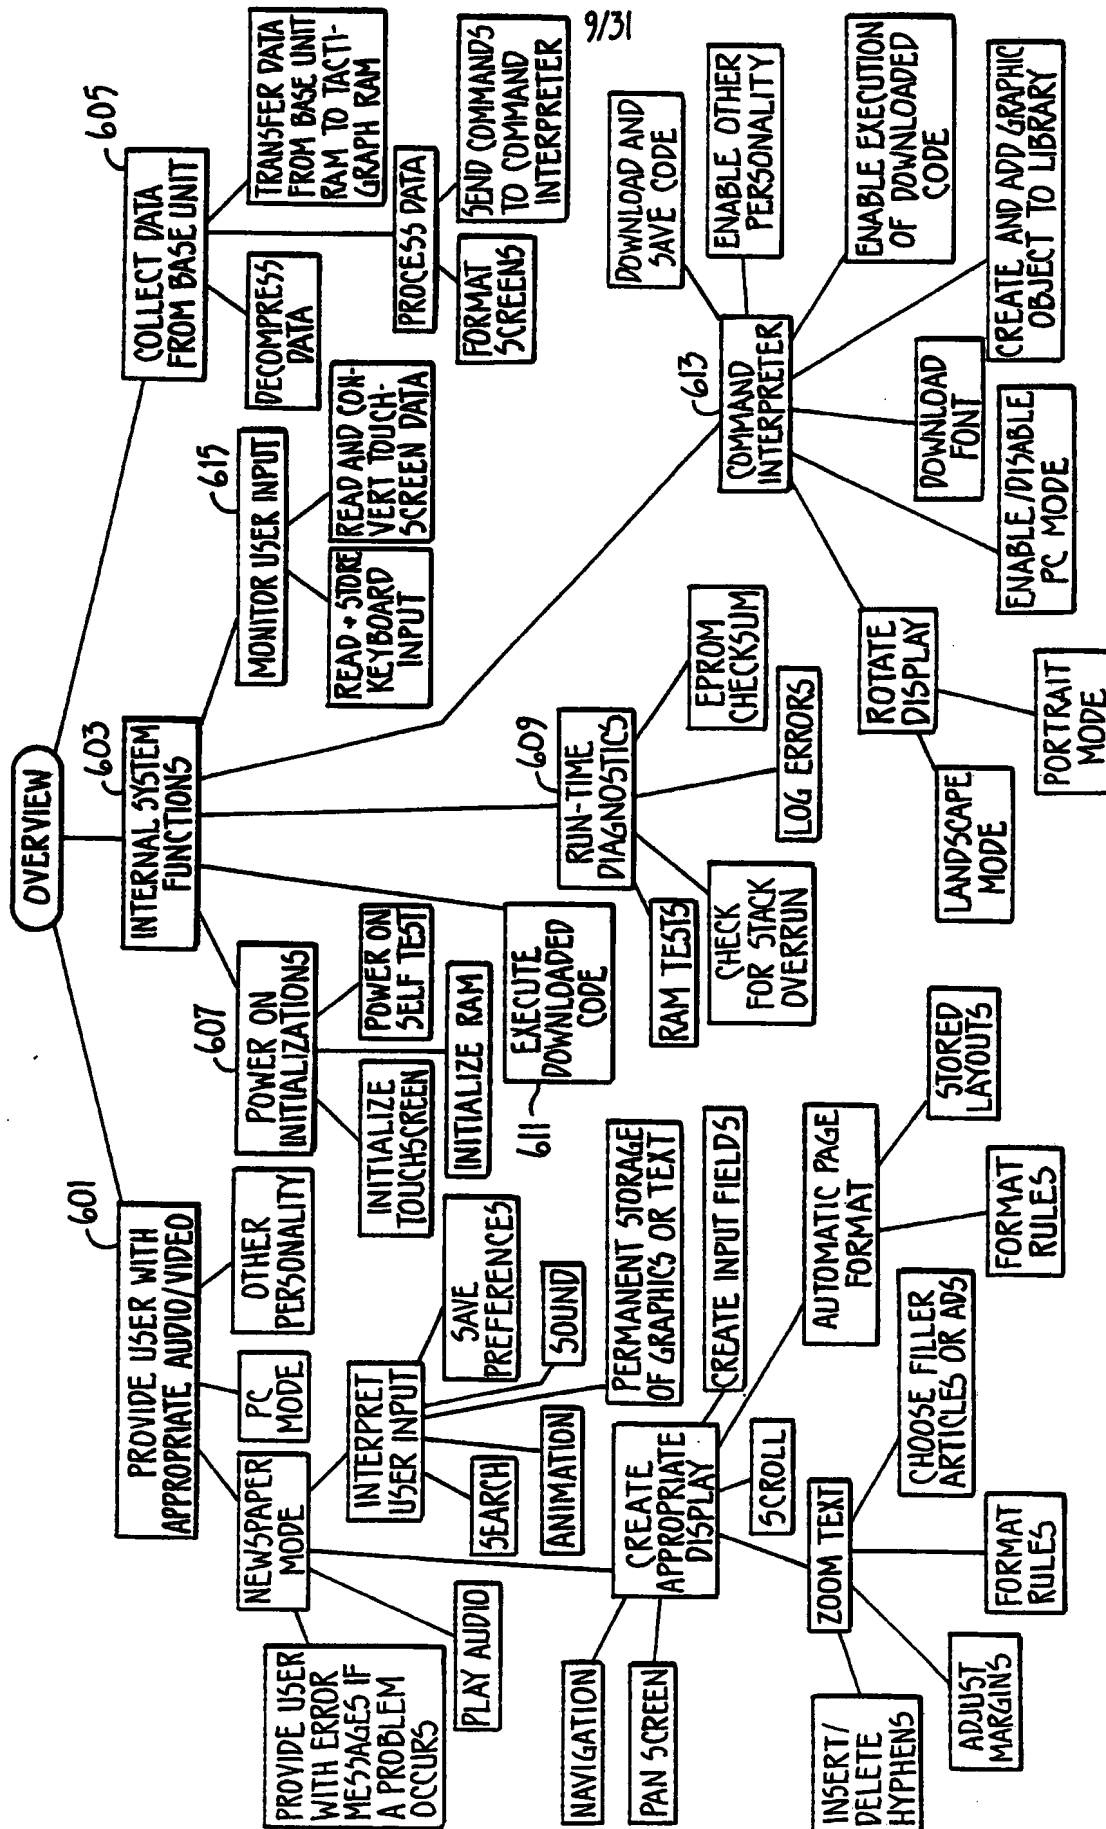 9/31
OVERVIEW
601
PROVIDE USER WITH
APPROPRIATE AUDIO/VIDEO
603
INTERNAL SYSTEM
FUNCTIONS
605
COLLECT DATA
FROM BASE UNIT
NEWSPAPER
MODE
PC
MODE
OTHER
PERSONALITY
607
POWER ON
INITIALIZATIONS
615
MONITOR USER INPUT
DECOMPRESS
DATA
TRANSFER DATA
FROM BASE UNIT
RAM TO TACTI-
GRAPH RAM
PROVIDE USER
WITH ERROR
MESSAGES IF
A PROBLEM
OCCURS
PLAY AUDIO
INTERPRET
USER INPUT
SAVE
PREFERENCES
INITIALIZE
TOUCHSCREEN
POWER ON
SELF TEST
INITIALIZE RAM
READ + STORE
KEYBOARD
INPUT
READ AND CON-
VERT TOUCH-
SCREEN DATA
PROCESS DATA
FORMAT
SCREENS
SEND COMMANDS
TO COMMAND
INTERPRETER
SEARCH
ANIMATION
SOUND
PERMANENT STORAGE
OF GRAPHICS OR TEXT
611
EXECUTE
DOWNLOADED
CODE
609
RUN-TIME
DIAGNOSTICS
NAVIGATION
PAN SCREEN
CREATE
APPROPRIATE
DISPLAY
CREATE INPUT FIELDS
SCROLL
RAM TESTS
CHECK
FOR STACK
OVERRUN
LOG ERRORS
EPROM
CHECKSUM
613
COMMAND
INTERPRETER
DOWNLOAD AND
SAVE CODE
ENABLE OTHER
PERSONALITY
ENABLE EXECUTION
OF DOWNLOADED
CODE
CREATE AND ADD GRAPHIC
OBJECT TO LIBRARY
DOWNLOAD
FONT
ENABLE/DISABLE
PC MODE
ROTATE
DISPLAY
LANDSCAPE
MODE
PORTRAIT
MODE
ZOOM TEXT
AUTOMATIC PAGE
FORMAT
STORED
LAYOUTS
FORMAT
RULES
INSERT/
DELETE
HYPHENS
ADJUST
MARGINS
FORMAT
RULES
CHOOSE FILLER
ARTICLES OR ADS